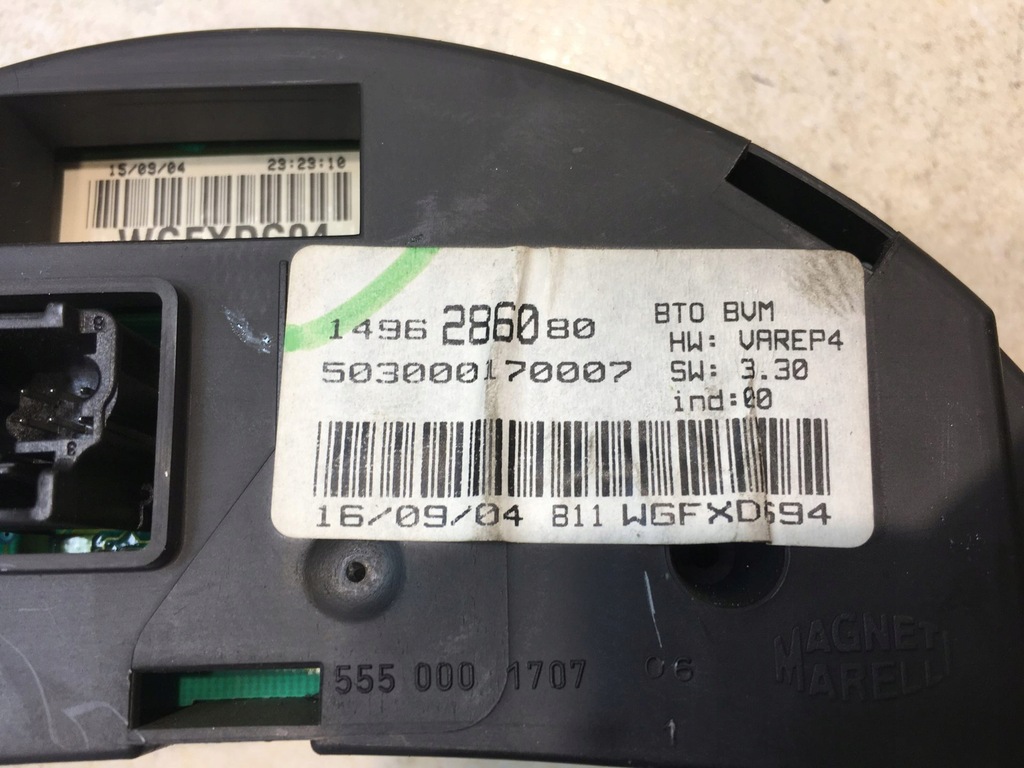 15/09/04 23:23:10
1496 2860 80
503000170007
BTO BVM
HW: VAREP4
SW: 3.30
ind:00
16/09/04 811 WGFXD694
555 000 1707 06
MAGNETI
MARELLI